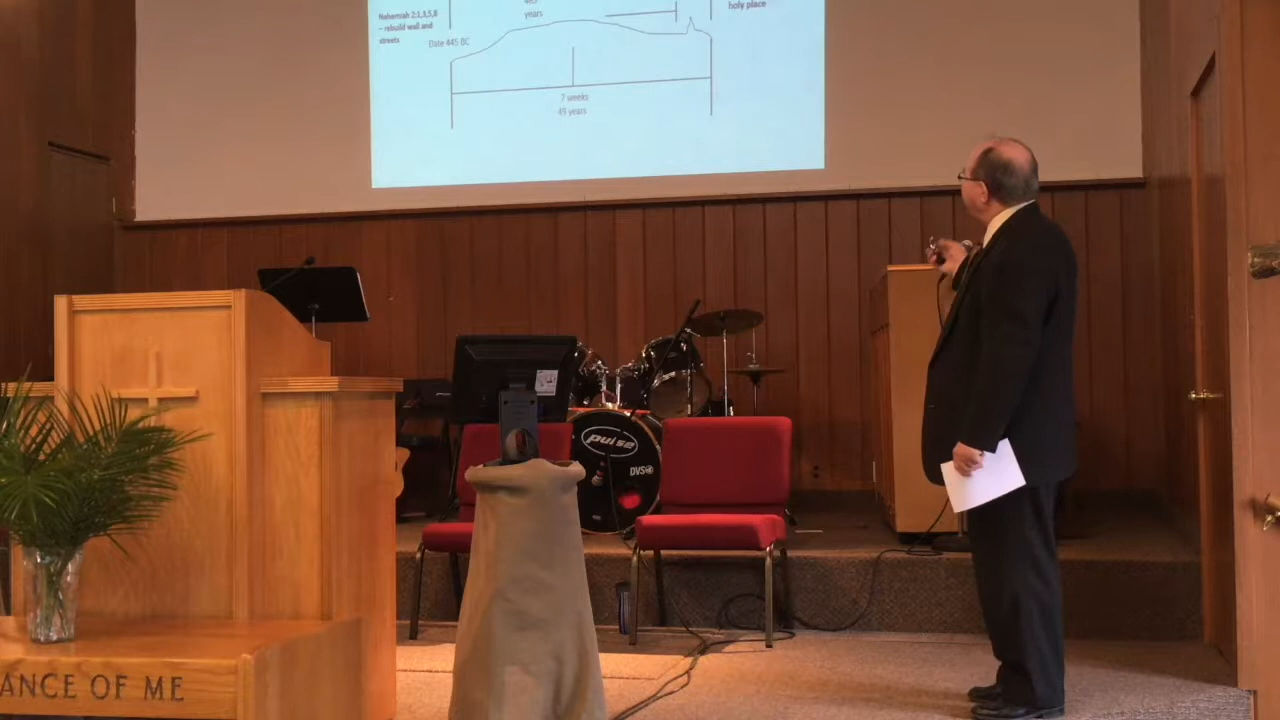 Nehemiah 2:1,3,5,8
– rebuild wall and
streets
483
years
holy place
Date 445 BC
7 weeks
49 years
pulse
DVS
ANCE OF ME